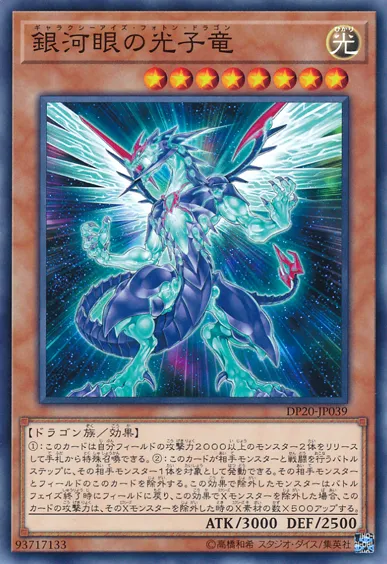 ギャラクシーアイズ・フォトン・ドラゴン
銀河眼の光子竜
光
DP20-JP039
【ドラゴン族／効果】
①：このカードは自分フィールドの攻撃力２０００以上のモンスター２体をリリース
して手札から特殊召喚できる。②：このカードが相手モンスターと戦闘を行うバトル
ステップに、その相手モンスター１体を対象として発動できる。その相手モンスター
とフィールドのこのカードを除外する。この効果で除外したモンスターはバトル
フェイズ終了時にフィールドに戻り、この効果でXモンスターを除外した場合、この
カードの攻撃力は、そのXモンスターを除外した時のX素材の数×５００アップする。
ATK/3000 DEF/2500
93717133
©高橋和希 スタジオ・ダイス/集英社